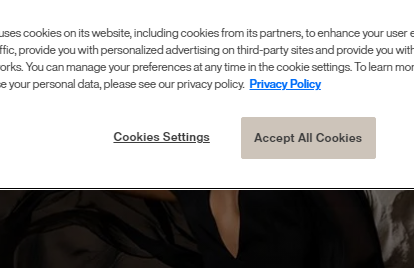 uses cookies on its website, including cookies from its partners, to enhance your user
ffic, provide you with personalized advertising on third-party sites and provide you with
orks. You can manage your preferences at any time in the cookie settings. To learn mor
e your personal data, please see our privacy policy. Privacy Policy
Cookies Settings
Accept All Cookies